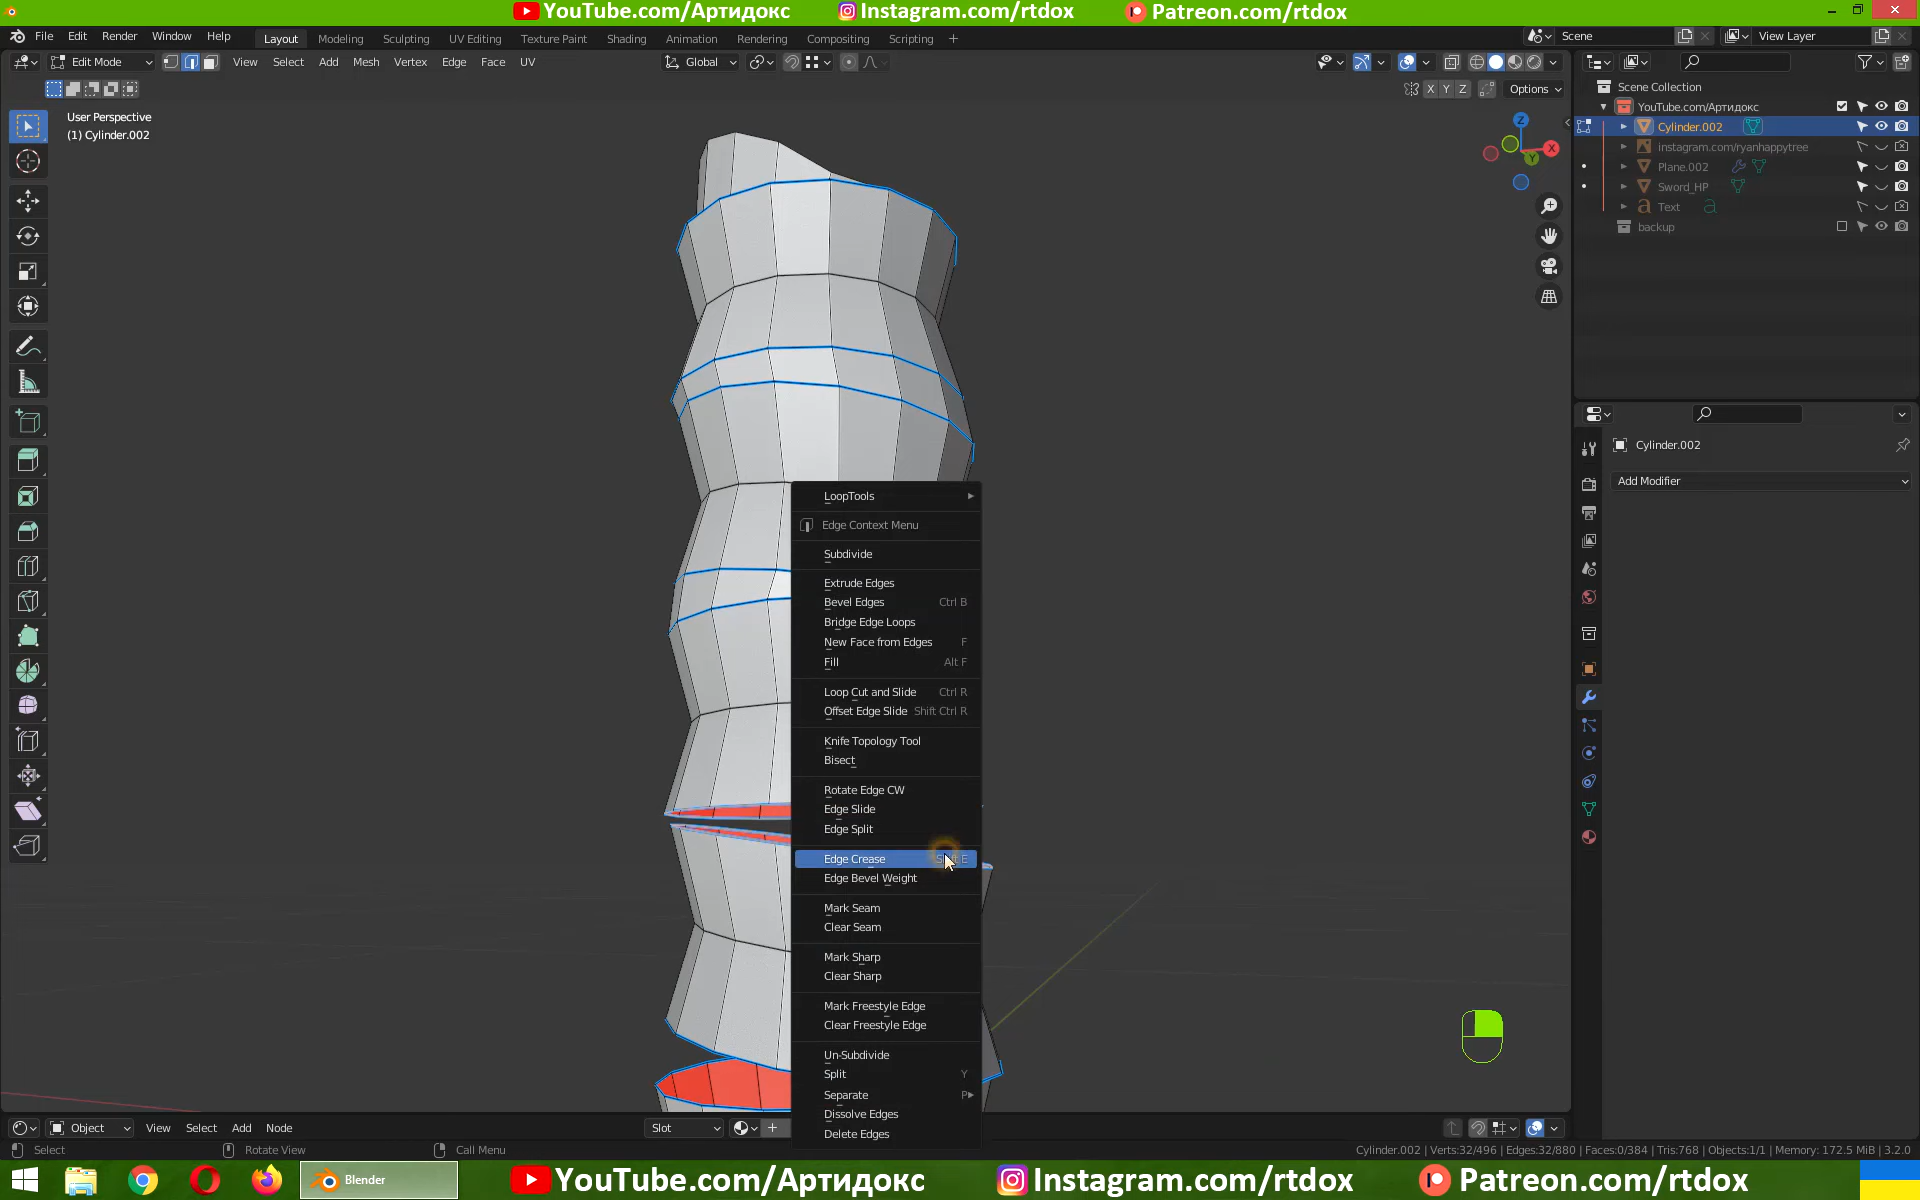 YouTube.com/Артидокс
Instagram.com/rtdox
Patreon.com/rtdox
File Edit Render Window Help
Layout Modeling Sculpting UV Editing Texture Paint Shading Animation Rendering Compositing Scripting
Scene
View Layer
Edit Mode
View Select Add Mesh Vertex Edge Face UV
Global
X Y Z
Options
User Perspective
(1) Cylinder.002
Z
X
Y
Scene Collection
YouTube.com/Артидокс
Cylinder.002
instagram.com/ryanhappytree
Plane.002
Sword_HP
Text
backup
Cylinder.002
Add Modifier
LoopTools
Edge Context Menu
Subdivide
Extrude Edges
Bevel Edges Ctrl B
Bridge Edge Loops
New Face from Edges F
Fill Alt F
Loop Cut and Slide Ctrl R
Offset Edge Slide Shift Ctrl R
Knife Topology Tool
Bisect
Rotate Edge CW
Edge Slide
Edge Split
Edge Crease
Edge Bevel Weight
Mark Seam
Clear Seam
Mark Sharp
Clear Sharp
Mark Freestyle Edge
Clear Freestyle Edge
Un-Subdivide
Split Y
Separate P
Dissolve Edges
Delete Edges
Object View Select Add Node
Slot
Select
Rotate View
Call Menu
Cylinder.002 | Verts:32/496 | Edges:32/880 | Faces:0/384 | Tris:768 | Objects:1/1 | Memory: 172.5 MiB | 3.2.0
Blender
YouTube.com/Артидокс
Instagram.com/rtdox
Patreon.com/rtdox